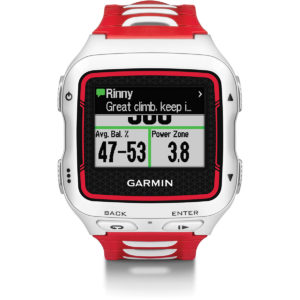 Rinny
Great climb. keep i..
Avg. Bal. % Power Zone
47-53 3.8
GARMIN
BACK ENTER